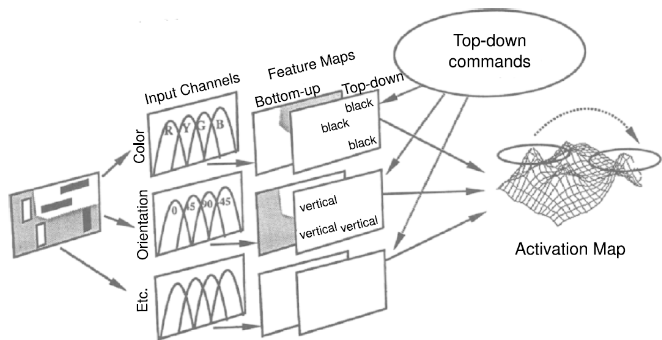 Top-down
commands
Feature Maps
Input Channels
Bottom-up
Top-down
Color
R Y G B
black
black
black
Orientation
0 45 90 -45
vertical
vertical vertical
Etc.
Activation Map